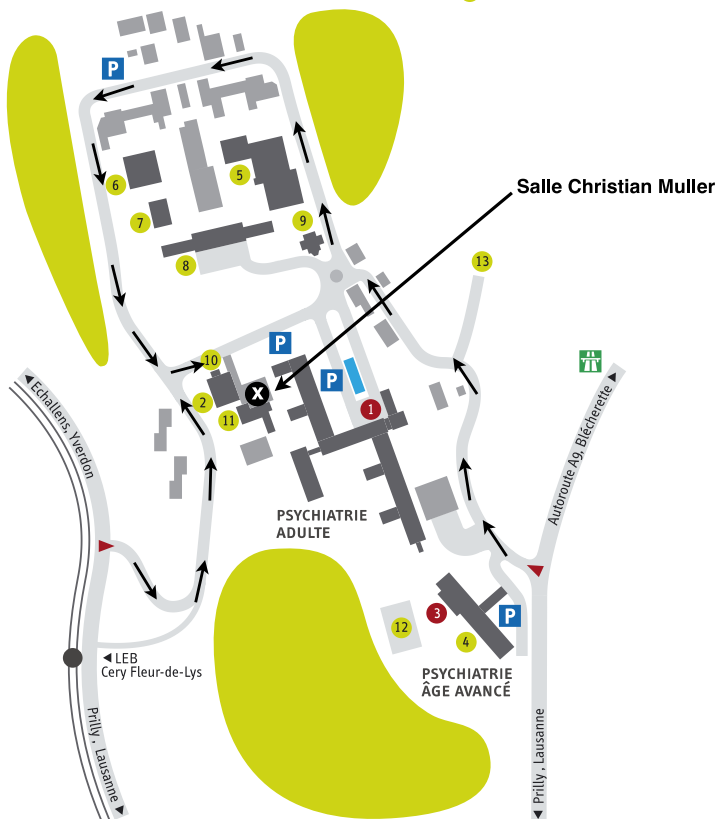 P
6
5
Salle Christian Muller
7
9
8
13
P
10
P
2
X
11
1
Echallens, Yverdon
Autoroute A9, Blécherette
PSYCHIATRIE
ADULTE
12
3
P
4
LEB
Cery Fleur-de-Lys
PSYCHIATRIE
ÂGE AVANCÉ
Prilly, Lausanne
Prilly, Lausanne